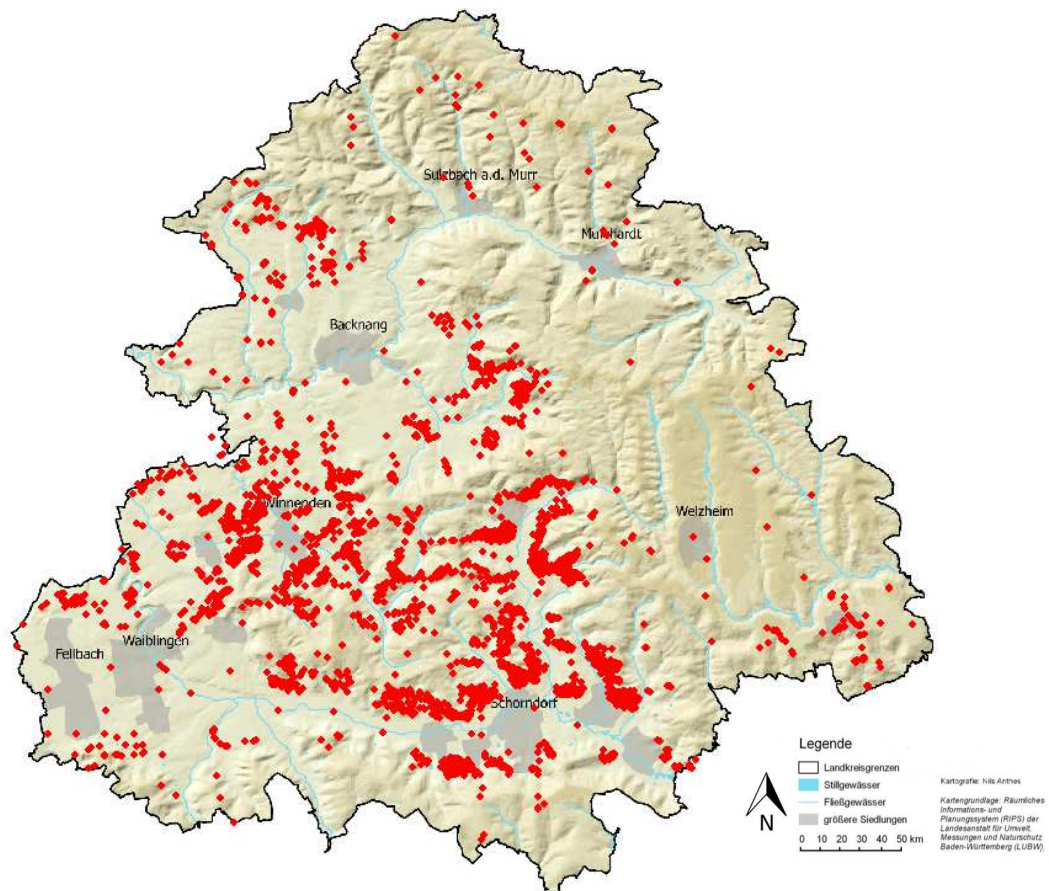 Sulzbach a.d. Murr
Murrhardt
Backnang
Winnenden
Welzheim
Waiblingen
Fellbach
Schorndorf
Legende
Landkreisgrenzen
Stillgewässer
Fließgewässer
größere Siedlungen
0 10 20 30 40 50 km
N
Kartografie: Nils Anthes
Kartengrundlage: Räumliches
Informations- und
Planungssystem (RIPS) der
Landesanstalt für Umwelt,
Messungen und Naturschutz
Baden-Württemberg (LUBW).